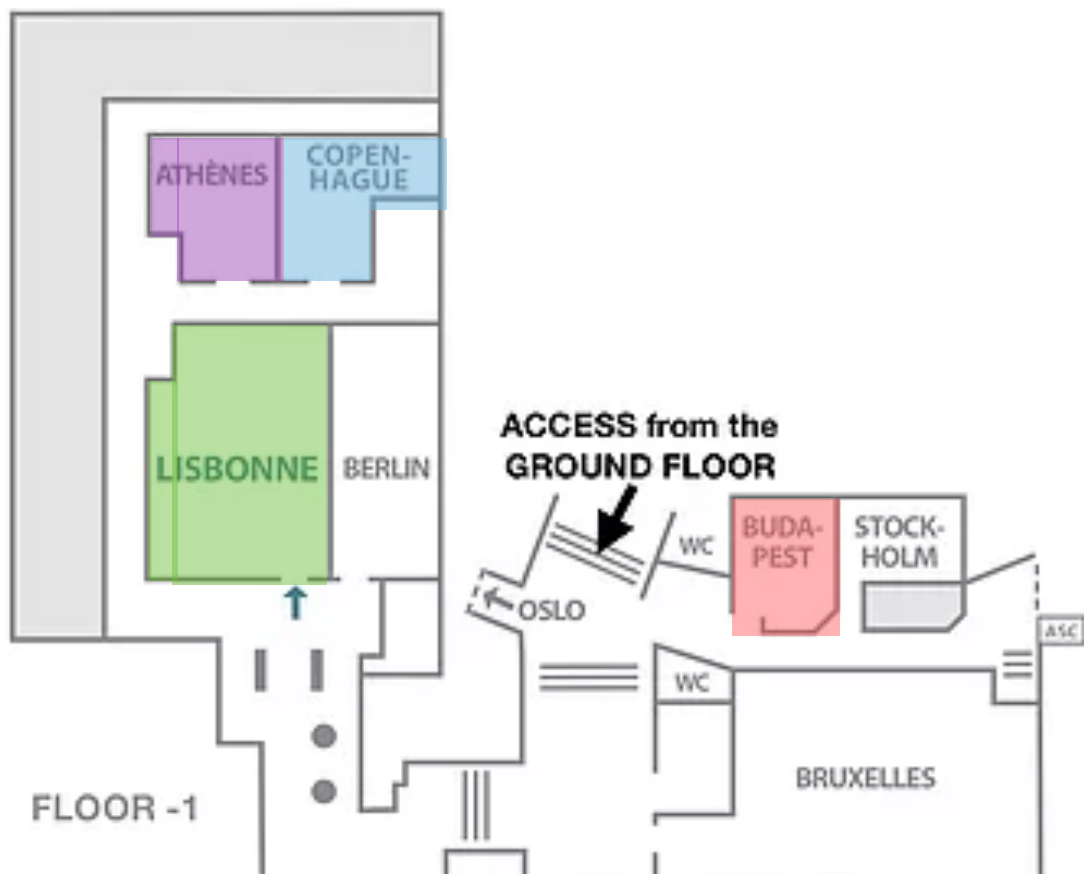 ATHÈNES
COPEN-
HAGUE
LISBONNE
BERLIN
ACCESS from the
GROUND FLOOR
WC
BUDA-
PEST
STOCK-
HOLM
OSLO
ASC
WC
BRUXELLES
FLOOR -1